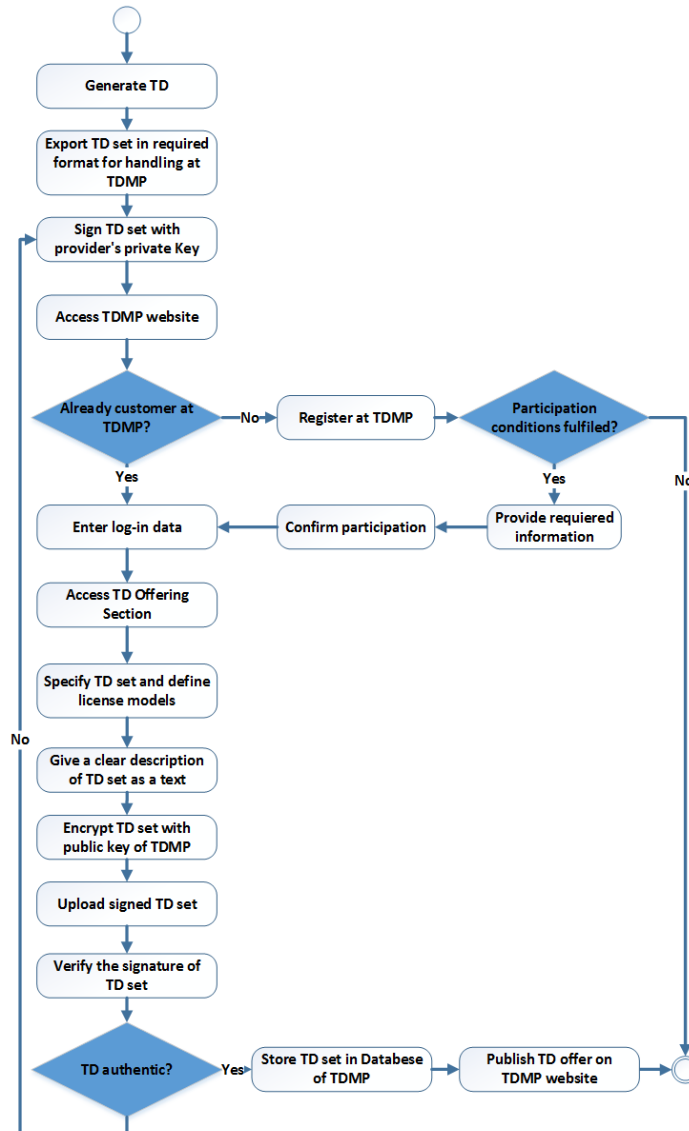 Generate TD
Export TD set in required
format for handling at
TDMP
Sign TD set with
provider's private Key
Access TDMP website
Already customer at
TDMP?
No
Register at TDMP
Participation
conditions fulfiled?
Yes
Yes
No
Enter log-in data
Confirm participation
Provide requiered
information
Access TD Offering
Section
Specify TD set and define
license models
No
Give a clear description
of TD set as a text
Encrypt TD set with
public key of TDMP
Upload signed TD set
Verify the signature of
TD set
TD authentic?
Yes
Store TD set in Databese
of TDMP
Publish TD offer on
TDMP website